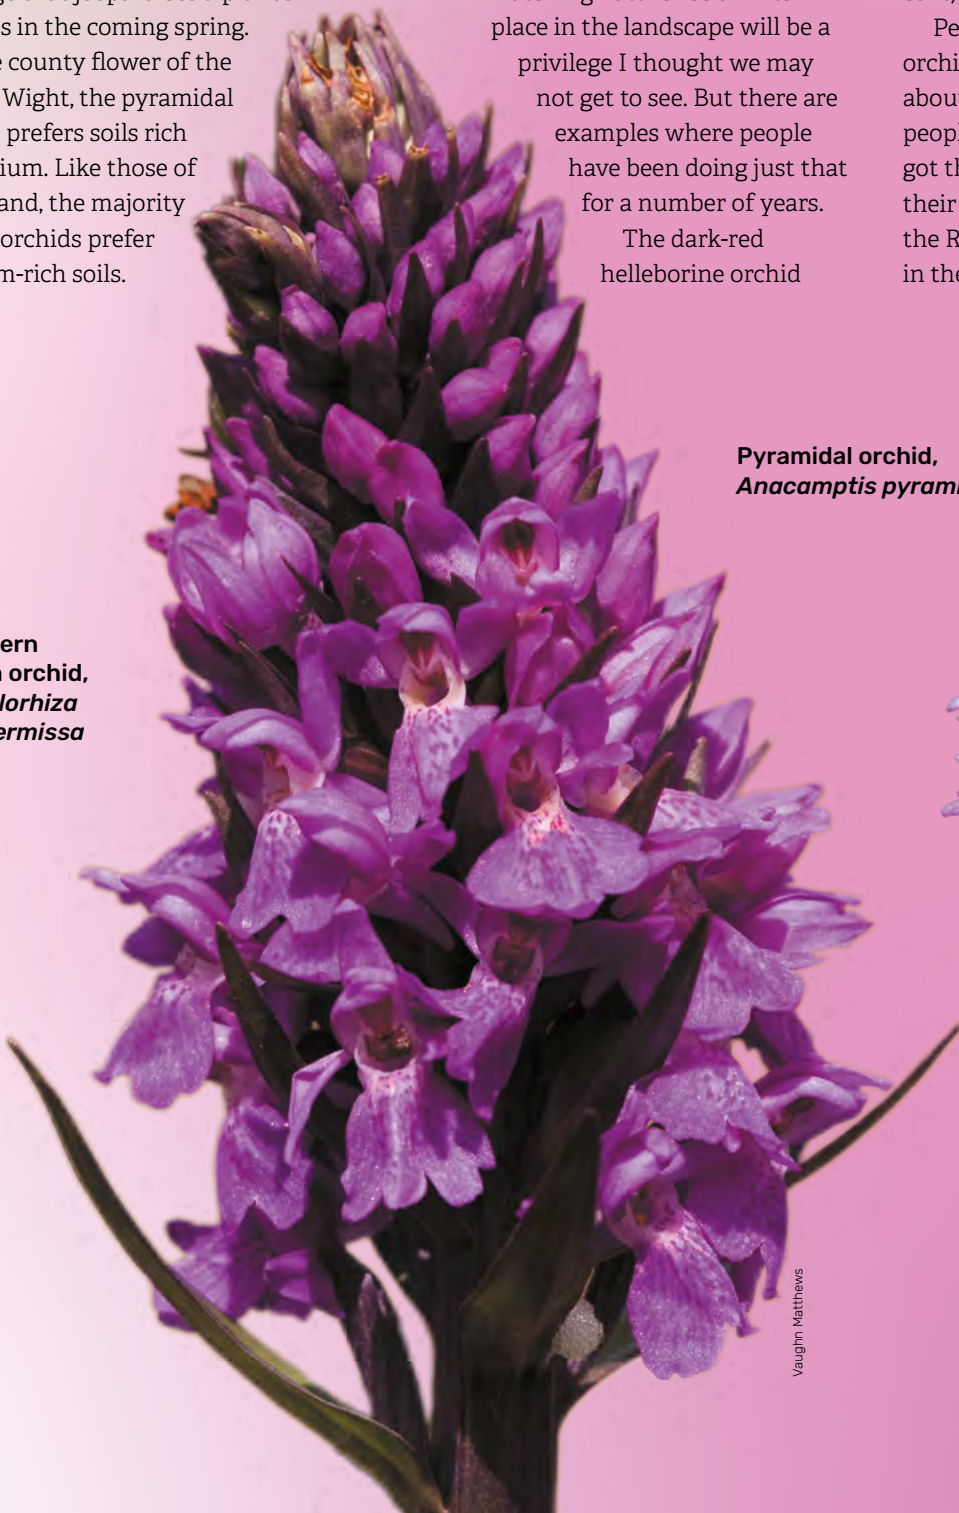 s in the coming spring.
county flower of the
Wight, the pyramidal
prefers soils rich
ium. Like those of
and, the majority
orchids prefer
m-rich soils.
place in the landscape will be a
privilege I thought we may
not get to see. But there are
examples where people
have been doing just that
for a number of years.
The dark-red
helleborine orchid
Pe
orchi
about
peopl
got th
their
the R
in the
Pyramidal orchid,
Anacamptis pyrami
ern
orchid,
lorhiza
ermissa
Vaughn Matthews